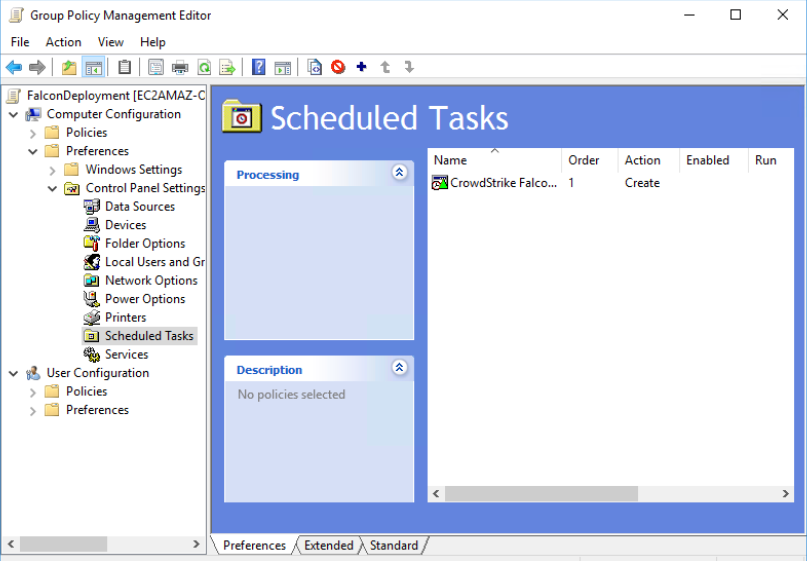 Group Policy Management Editor
File Action View Help
FalconDeployment [EC2AMAZ-C
Computer Configuration
Policies
Preferences
Windows Settings
Control Panel Settings
Data Sources
Devices
Folder Options
Local Users and Gr
Network Options
Power Options
Printers
Scheduled Tasks
Services
User Configuration
Policies
Preferences
Scheduled Tasks
Processing
Description
No policies selected
Name Order Action Enabled Run
CrowdStrike Falco... 1 Create
Preferences Extended Standard